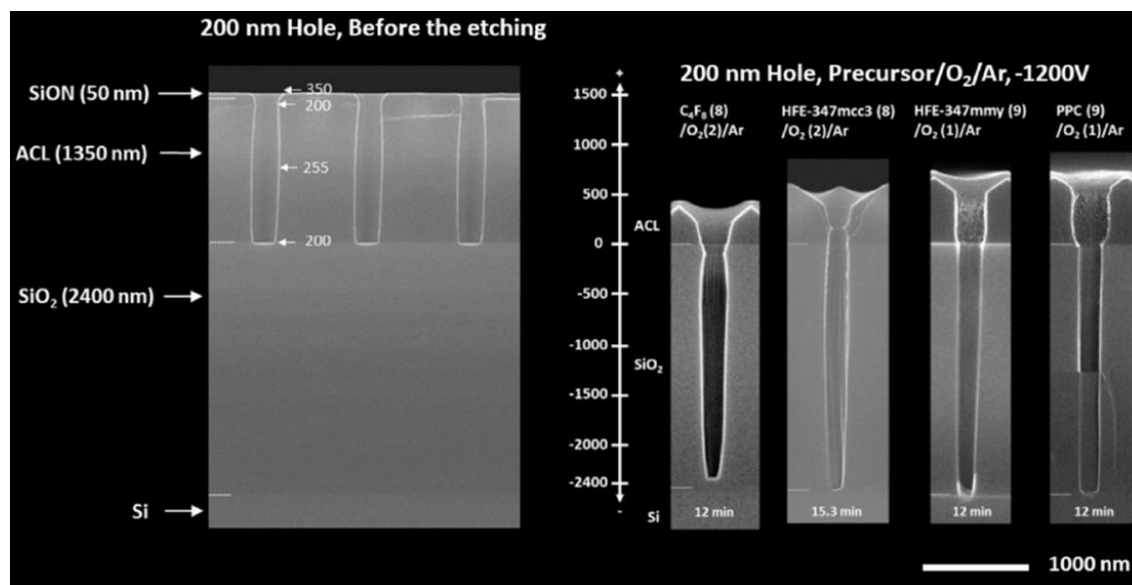 200 nm Hole, Before the etching
SiON (50 nm)
ACL (1350 nm)
SiO₂ (2400 nm)
Si
350
200
255
200
200 nm Hole, Precursor/O₂/Ar, -1200V
+
1500
1000
500
0
-500
-1000
-1500
-2000
-2400
-
ACL
SiO₂
Si
C₄F₈ (8)
/O₂(2)/Ar
HFE-347mcc3 (8)
/O₂ (2)/Ar
HFE-347mmy (9)
/O₂ (1)/Ar
PPC (9)
/O₂ (1)/Ar
12 min
15.3 min
12 min
12 min
1000 nm